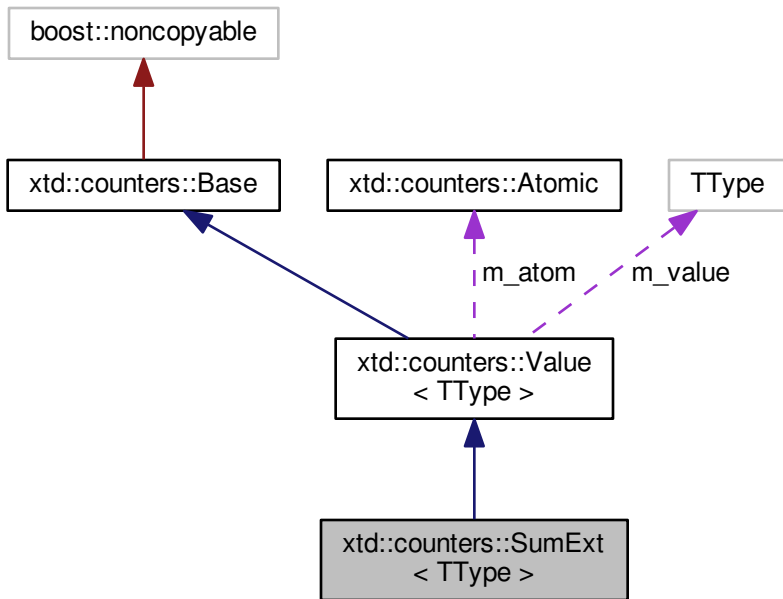 boost::noncopyable
xtd::counters::Base
xtd::counters::Atomic
TType
m_atom
m_value
xtd::counters::Value
< TType >
xtd::counters::SumExt
< TType >